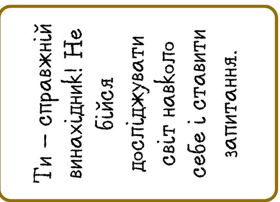 Ти – справжній
винахідник! Не
бійся
досліджувати
світ навколо
себе і ставити
запитання.